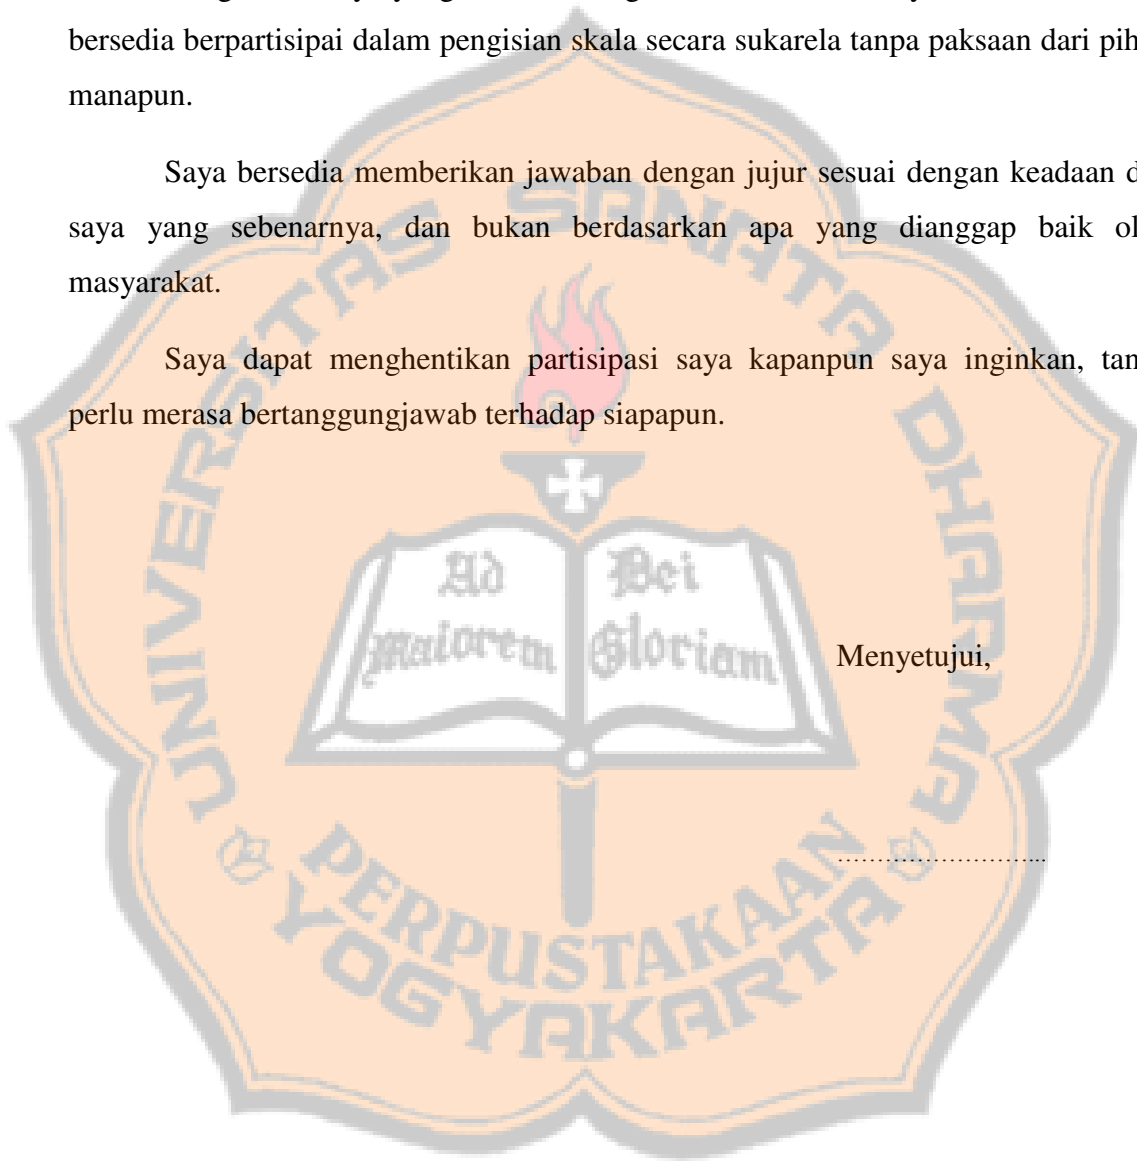 bersedia berpartisipai dalam pengisian skala secara sukarela tanpa paksaan dari pih
manapun.
Saya bersedia memberikan jawaban dengan jujur sesuai dengan keadaan d
saya yang sebenarnya, dan bukan berdasarkan apa yang dianggap baik ol
masyarakat.
Saya dapat menghentikan partisipasi saya kapanpun saya inginkan, tan
perlu merasa bertanggungjawab terhadap siapapun.
Menyetujui,
………………………...
UNIVERSITAS SANATA DHARMA
Ad Dei
maiorem Gloriam
PERPUSTAKAAN
YOGYAKARTA